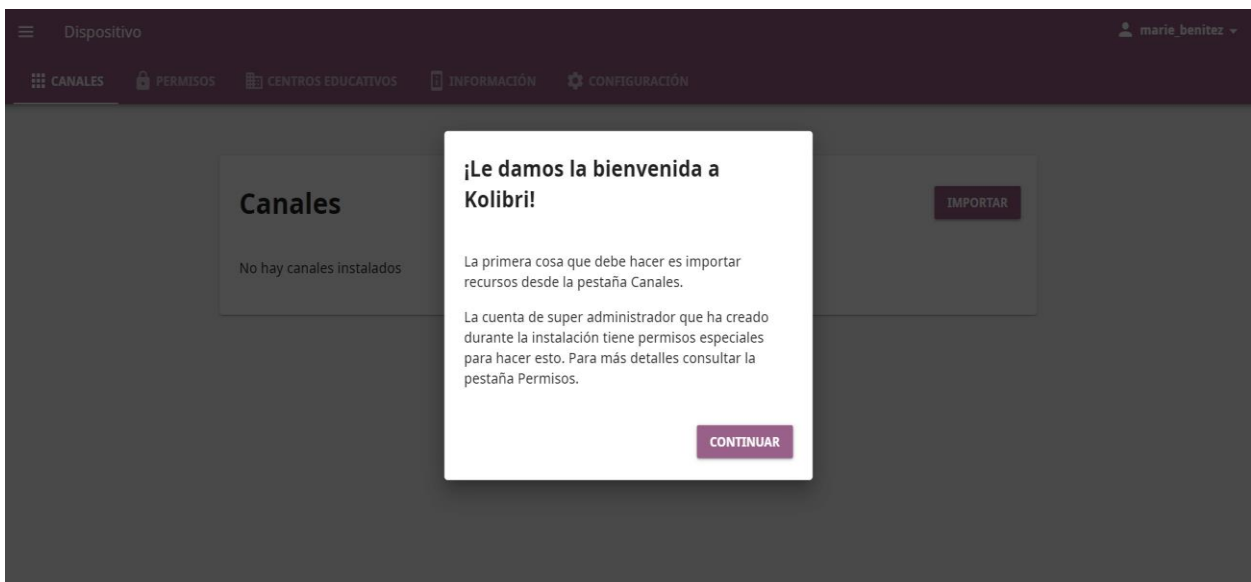 Dispositivo
marie_benitez
CANALES PERMISOS CENTROS EDUCATIVOS INFORMACIÓN CONFIGURACIÓN
¡Le damos la bienvenida a
Kolibri!
Canales
IMPORTAR
No hay canales instalados
La primera cosa que debe hacer es importar
recursos desde la pestaña Canales.
La cuenta de super administrador que ha creado
durante la instalación tiene permisos especiales
para hacer esto. Para más detalles consultar la
pestaña Permisos.
CONTINUAR